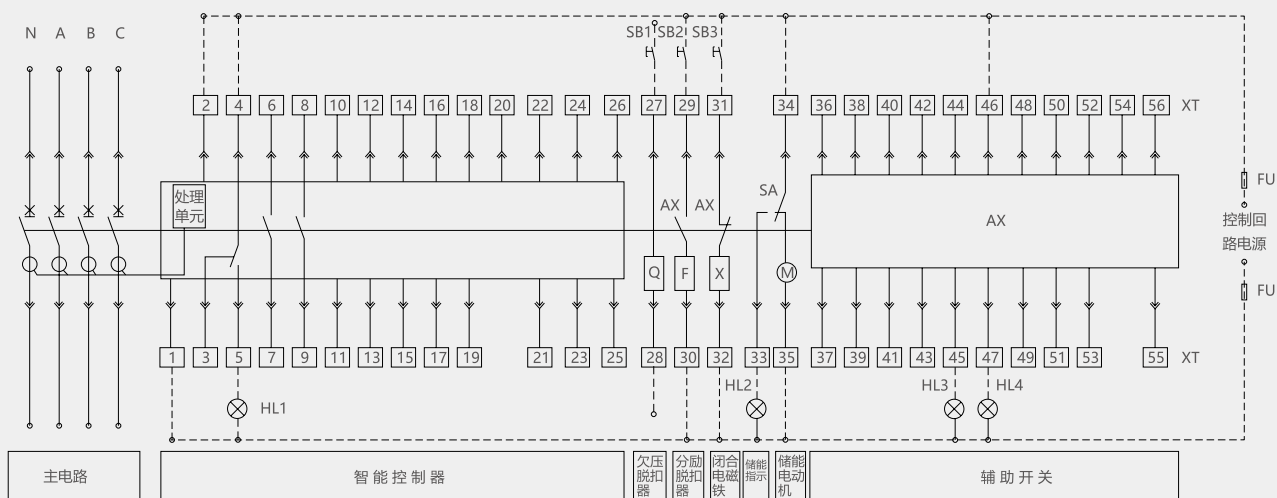 SB1 SB2 SB3
N A B C
2 4 6 8 10 12 14 16 18 20 22 24 26 27 29 31 34 36 38 40 42 44 46 48 50 52 54 56 XT
FU
处理
单元
SA
AX AX
AX
控制回
路电源
Q F X M
FU
1 3 5 7 9 11 13 15 17 19 21 23 25 28 30 32 33 35 37 39 41 43 45 47 49 51 53 55 XT
HL1 HL2 HL3 HL4
主电路
智能控制器
欠压
脱扣
器
分励
脱扣
器
闭合
电磁
铁
储能
指示
储能
电动
机
辅助开关